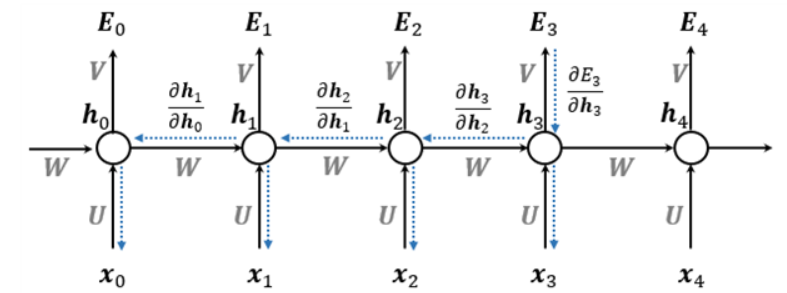 E₀ E₁ E₂ E₃ E₄
V V V V V
∂h₁/∂h₀ ∂h₂/∂h₁ ∂h₃/∂h₂ ∂E₃/∂h₃
h₀ h₁ h₂ h₃ h₄
W W W W W
U U U U U
x₀ x₁ x₂ x₃ x₄